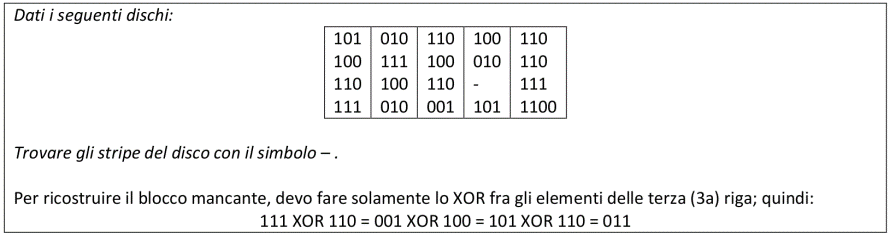 Dati i seguenti dischi:
101 010 110 100 110
100 111 100 010 110
110 100 110 - 111
111 010 001 101 1100
Trovare gli stripe del disco con il simbolo – .
Per ricostruire il blocco mancante, devo fare solamente lo XOR fra gli elementi delle terza (3a) riga; quindi:
111 XOR 110 = 001 XOR 100 = 101 XOR 110 = 011